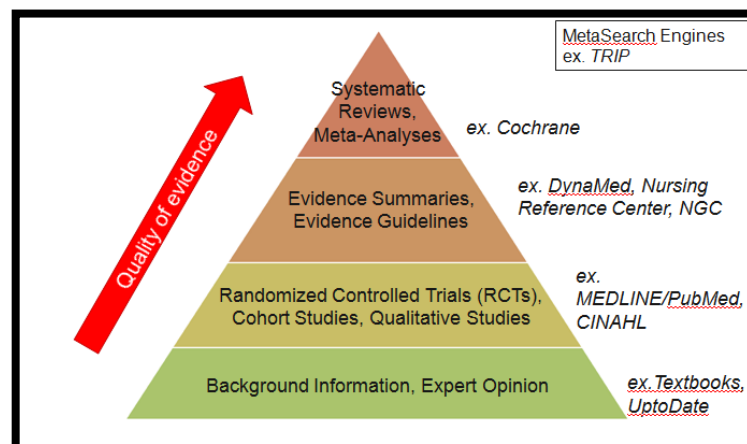 MetaSearch Engines
ex. TRIP
Systematic
Reviews,
Meta-Analyses
ex. Cochrane
Quality of evidence
Evidence Summaries,
Evidence Guidelines
ex. DynaMed, Nursing
Reference Center, NGC
Randomized Controlled Trials (RCTs),
Cohort Studies, Qualitative Studies
ex.
MEDLINE/PubMed,
CINAHL
Background Information, Expert Opinion
ex.Textbooks,
UptoDate